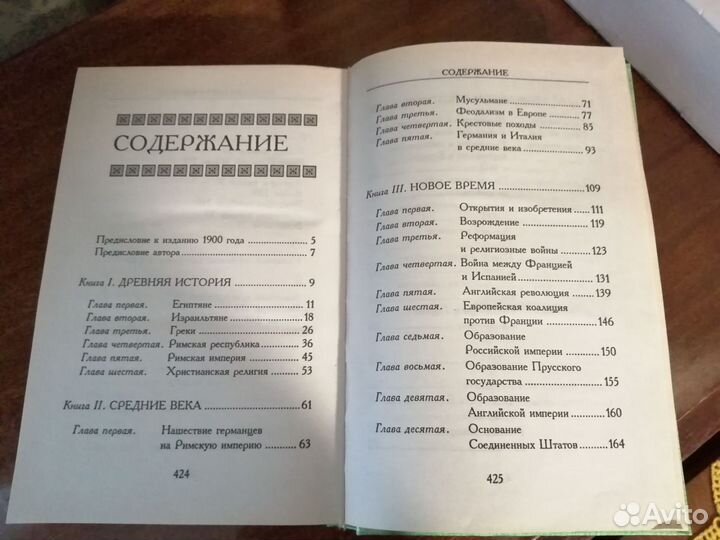 СОДЕРЖАНИЕ
Предисловие к изданию 1900 года 5
Предисловие автора 7
Книга I. ДРЕВНЯЯ ИСТОРИЯ 9
Глава первая. Египтяне 11
Глава вторая. Израильтяне 18
Глава третья. Греки 26
Глава четвертая. Римская республика 36
Глава пятая. Римская империя 45
Глава шестая. Христианская религия 53
Книга II. СРЕДНИЕ ВЕКА 61
Глава первая. Нашествие германцев
на Римскую империю 63
424
СОДЕРЖАНИЕ
Глава вторая. Мусульмане 71
Глава третья. Феодализм в Европе 77
Глава четвертая. Крестовые походы 85
Глава пятая. Германия и Италия
в средние века 93
Книга III. НОВОЕ ВРЕМЯ 109
Глава первая. Открытия и изобретения 111
Глава вторая. Возрождение 119
Глава третья. Реформация
и религиозные войны 123
Глава четвертая. Война между Францией
и Испанией 131
Глава пятая. Английская революция 139
Глава шестая. Европейская коалиция
против Франции 146
Глава седьмая. Образование
Российской империи 150
Глава восьмая. Образование Прусского
государства 155
Глава девятая. Образование
Английской империи 160
Глава десятая. Основание
Соединенных Штатов 164
425
Avito